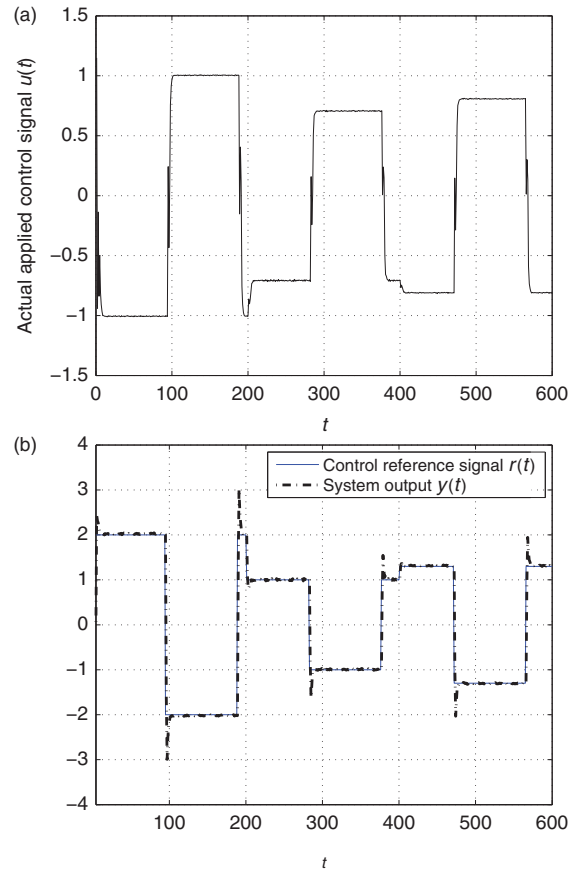 (a)
Actual applied control signal u(t)
1.5
1
0.5
0
−0.5
−1
−1.5
0 100 200 300 400 500 600
t
(b)
Control reference signal r(t)
System output y(t)
4
3
2
1
0
−1
−2
−3
−4
100 200 300 400 500 600
t